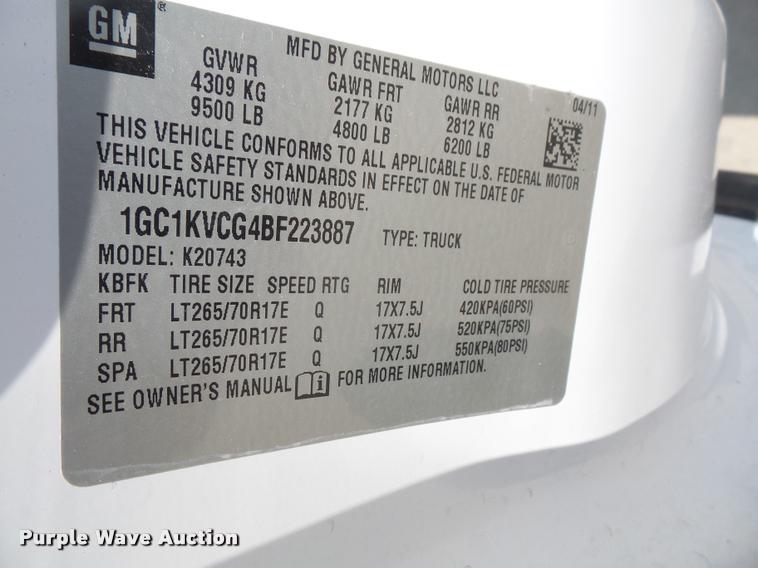 GM
MFD BY GENERAL MOTORS LLC
04/11
GVWR GAWR FRT GAWR RR
4309 KG 2177 KG 2812 KG
9500 LB 4800 LB 6200 LB
THIS VEHICLE CONFORMS TO ALL APPLICABLE U.S. FEDERAL MOTOR
VEHICLE SAFETY STANDARDS IN EFFECT ON THE DATE OF
MANUFACTURE SHOWN ABOVE.
1GC1KVCG4BF223887 TYPE: TRUCK
MODEL: K20743
KBFK TIRE SIZE SPEED RTG RIM COLD TIRE PRESSURE
FRT LT265/70R17E Q 17X7.5J 420KPA(60PSI)
RR LT265/70R17E Q 17X7.5J 520KPA(75PSI)
SPA LT265/70R17E Q 17X7.5J 550KPA(80PSI)
SEE OWNER'S MANUAL FOR MORE INFORMATION.
Purple Wave Auction